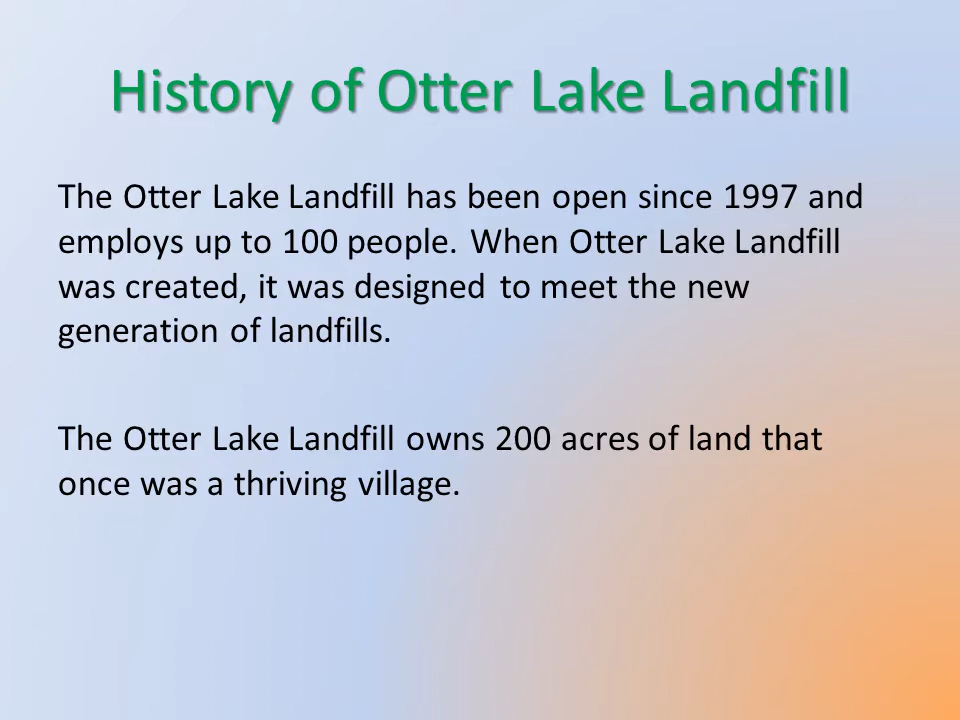 History of Otter Lake Landfill
The Otter Lake Landfill has been open since 1997 and
employs up to 100 people. When Otter Lake Landfill
was created, it was designed to meet the new
generation of landfills.
The Otter Lake Landfill owns 200 acres of land that
once was a thriving village.